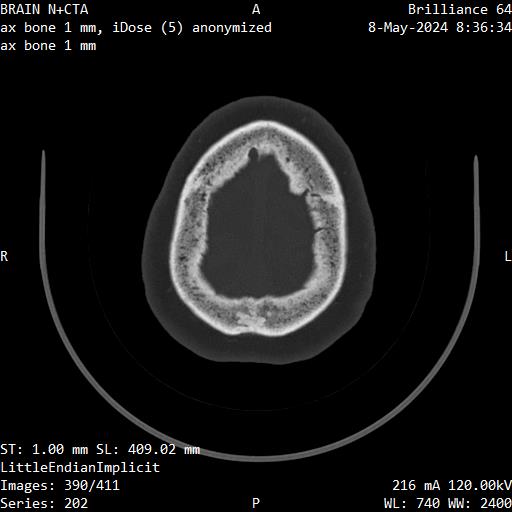 BRAIN N+CTA
A
Brilliance 64
ax bone 1 mm, iDose (5) anonymized
8-May-2024 8:36:34
ax bone 1 mm
R
L
ST: 1.00 mm SL: 409.02 mm
LittleEndianImplicit
Images: 390/411
216 mA 120.00kV
Series: 202
P
WL: 740 WW: 2400